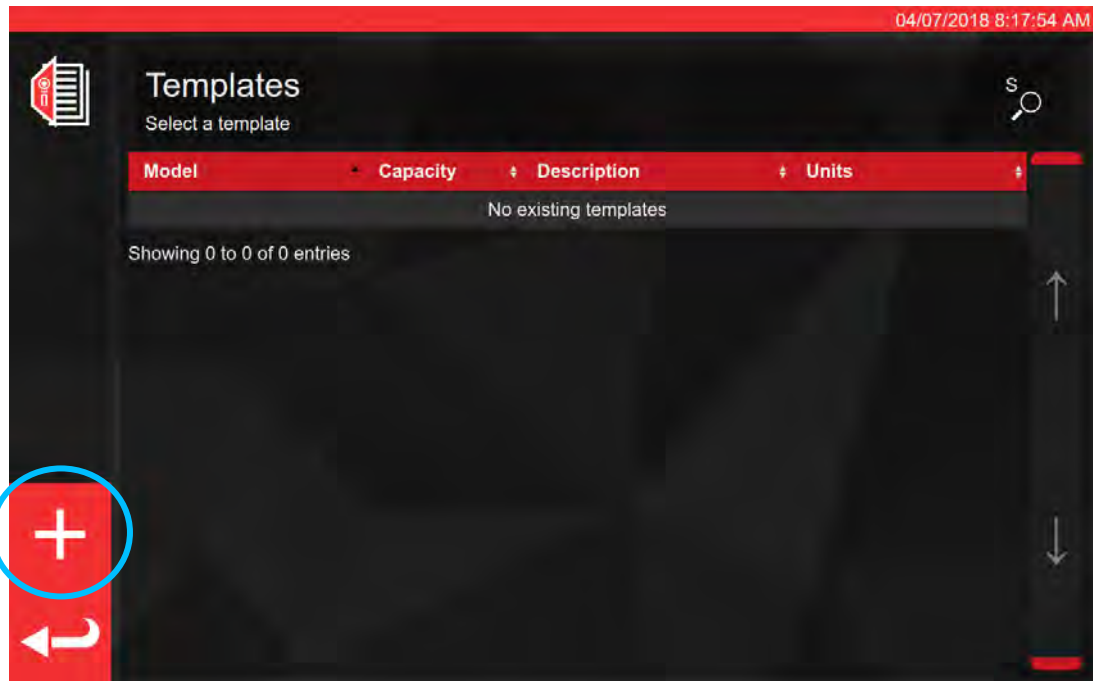 04/07/2018 8:17:54 AM
Templates
S
Select a template
Model Capacity Description Units
No existing templates
Showing 0 to 0 of 0 entries